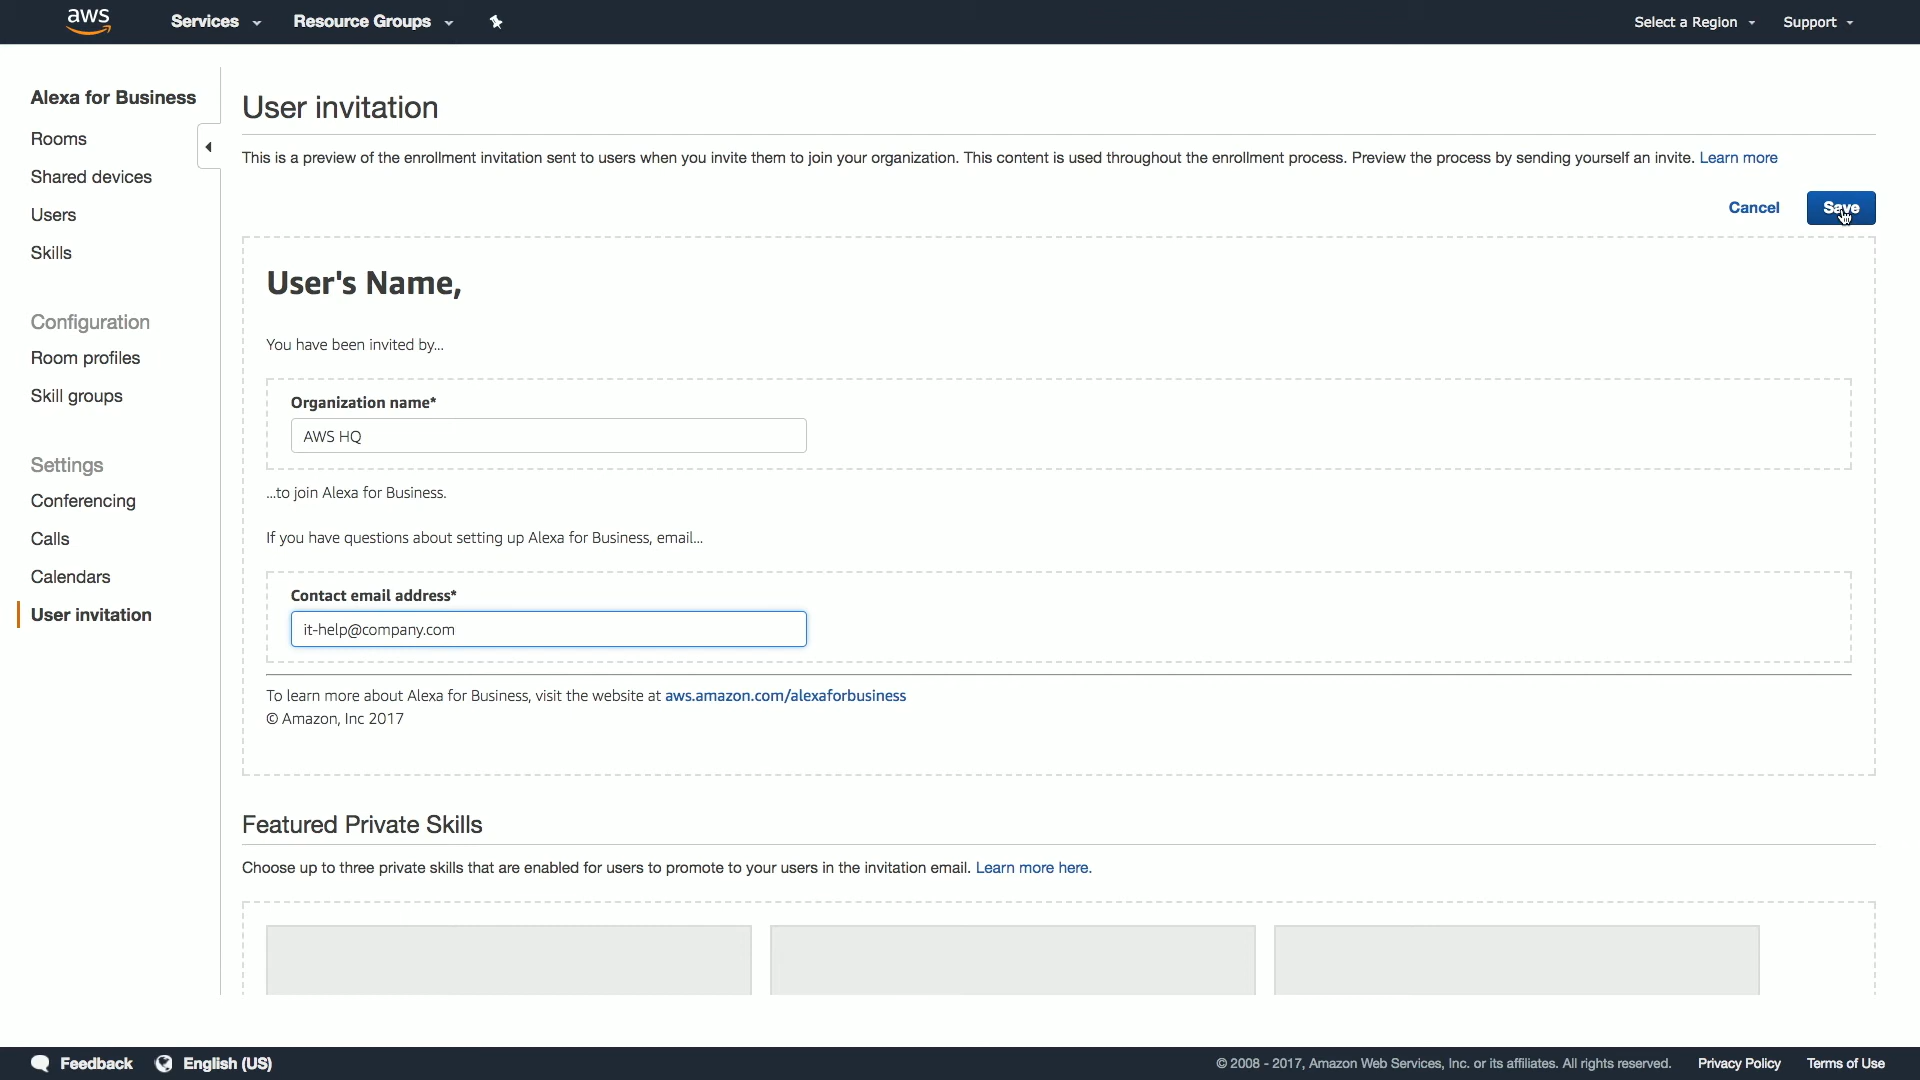 aws Services Resource Groups Select a Region Support
Alexa for Business
Rooms
Shared devices
Users
Skills
Configuration
Room profiles
Skill groups
Settings
Conferencing
Calls
Calendars
User invitation
User invitation
This is a preview of the enrollment invitation sent to users when you invite them to join your organization. This content is used throughout the enrollment process. Preview the process by sending yourself an invite. Learn more
Cancel Save
User's Name,
You have been invited by...
Organization name*
AWS HQ
...to join Alexa for Business.
If you have questions about setting up Alexa for Business, email...
Contact email address*
it-help@company.com
To learn more about Alexa for Business, visit the website at aws.amazon.com/alexaforbusiness
© Amazon, Inc 2017
Featured Private Skills
Choose up to three private skills that are enabled for users to promote to your users in the invitation email. Learn more here.
Feedback English (US) © 2008 - 2017, Amazon Web Services, Inc. or its affiliates. All rights reserved. Privacy Policy Terms of Use